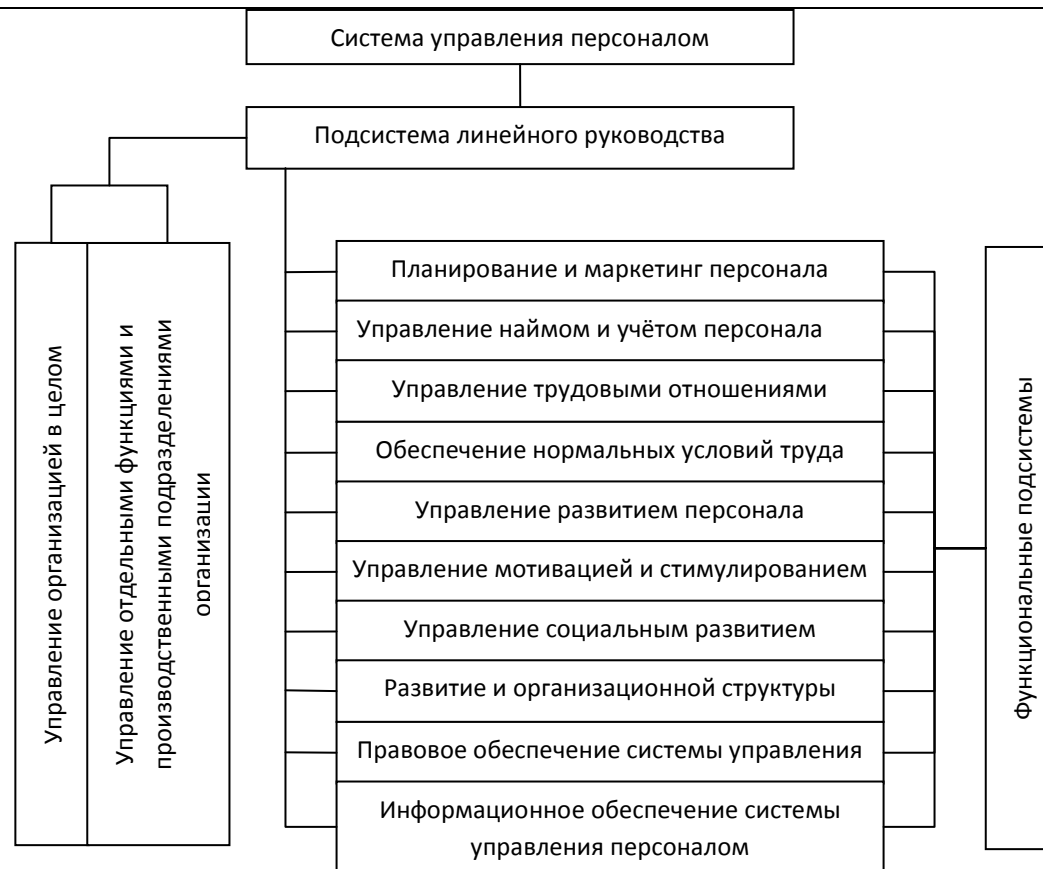 Система управления персоналом
Подсистема линейного руководства
Управление организацией в целом
Управление отдельными функциями и
производственными подразделениями
организации
Планирование и маркетинг персонала
Управление наймом и учётом персонала
Управление трудовыми отношениями
Обеспечение нормальных условий труда
Управление развитием персонала
Управление мотивацией и стимулированием
Управление социальным развитием
Развитие и организационной структуры
Правовое обеспечение системы управления
Информационное обеспечение системы
управления персоналом
Функциональные подсистемы